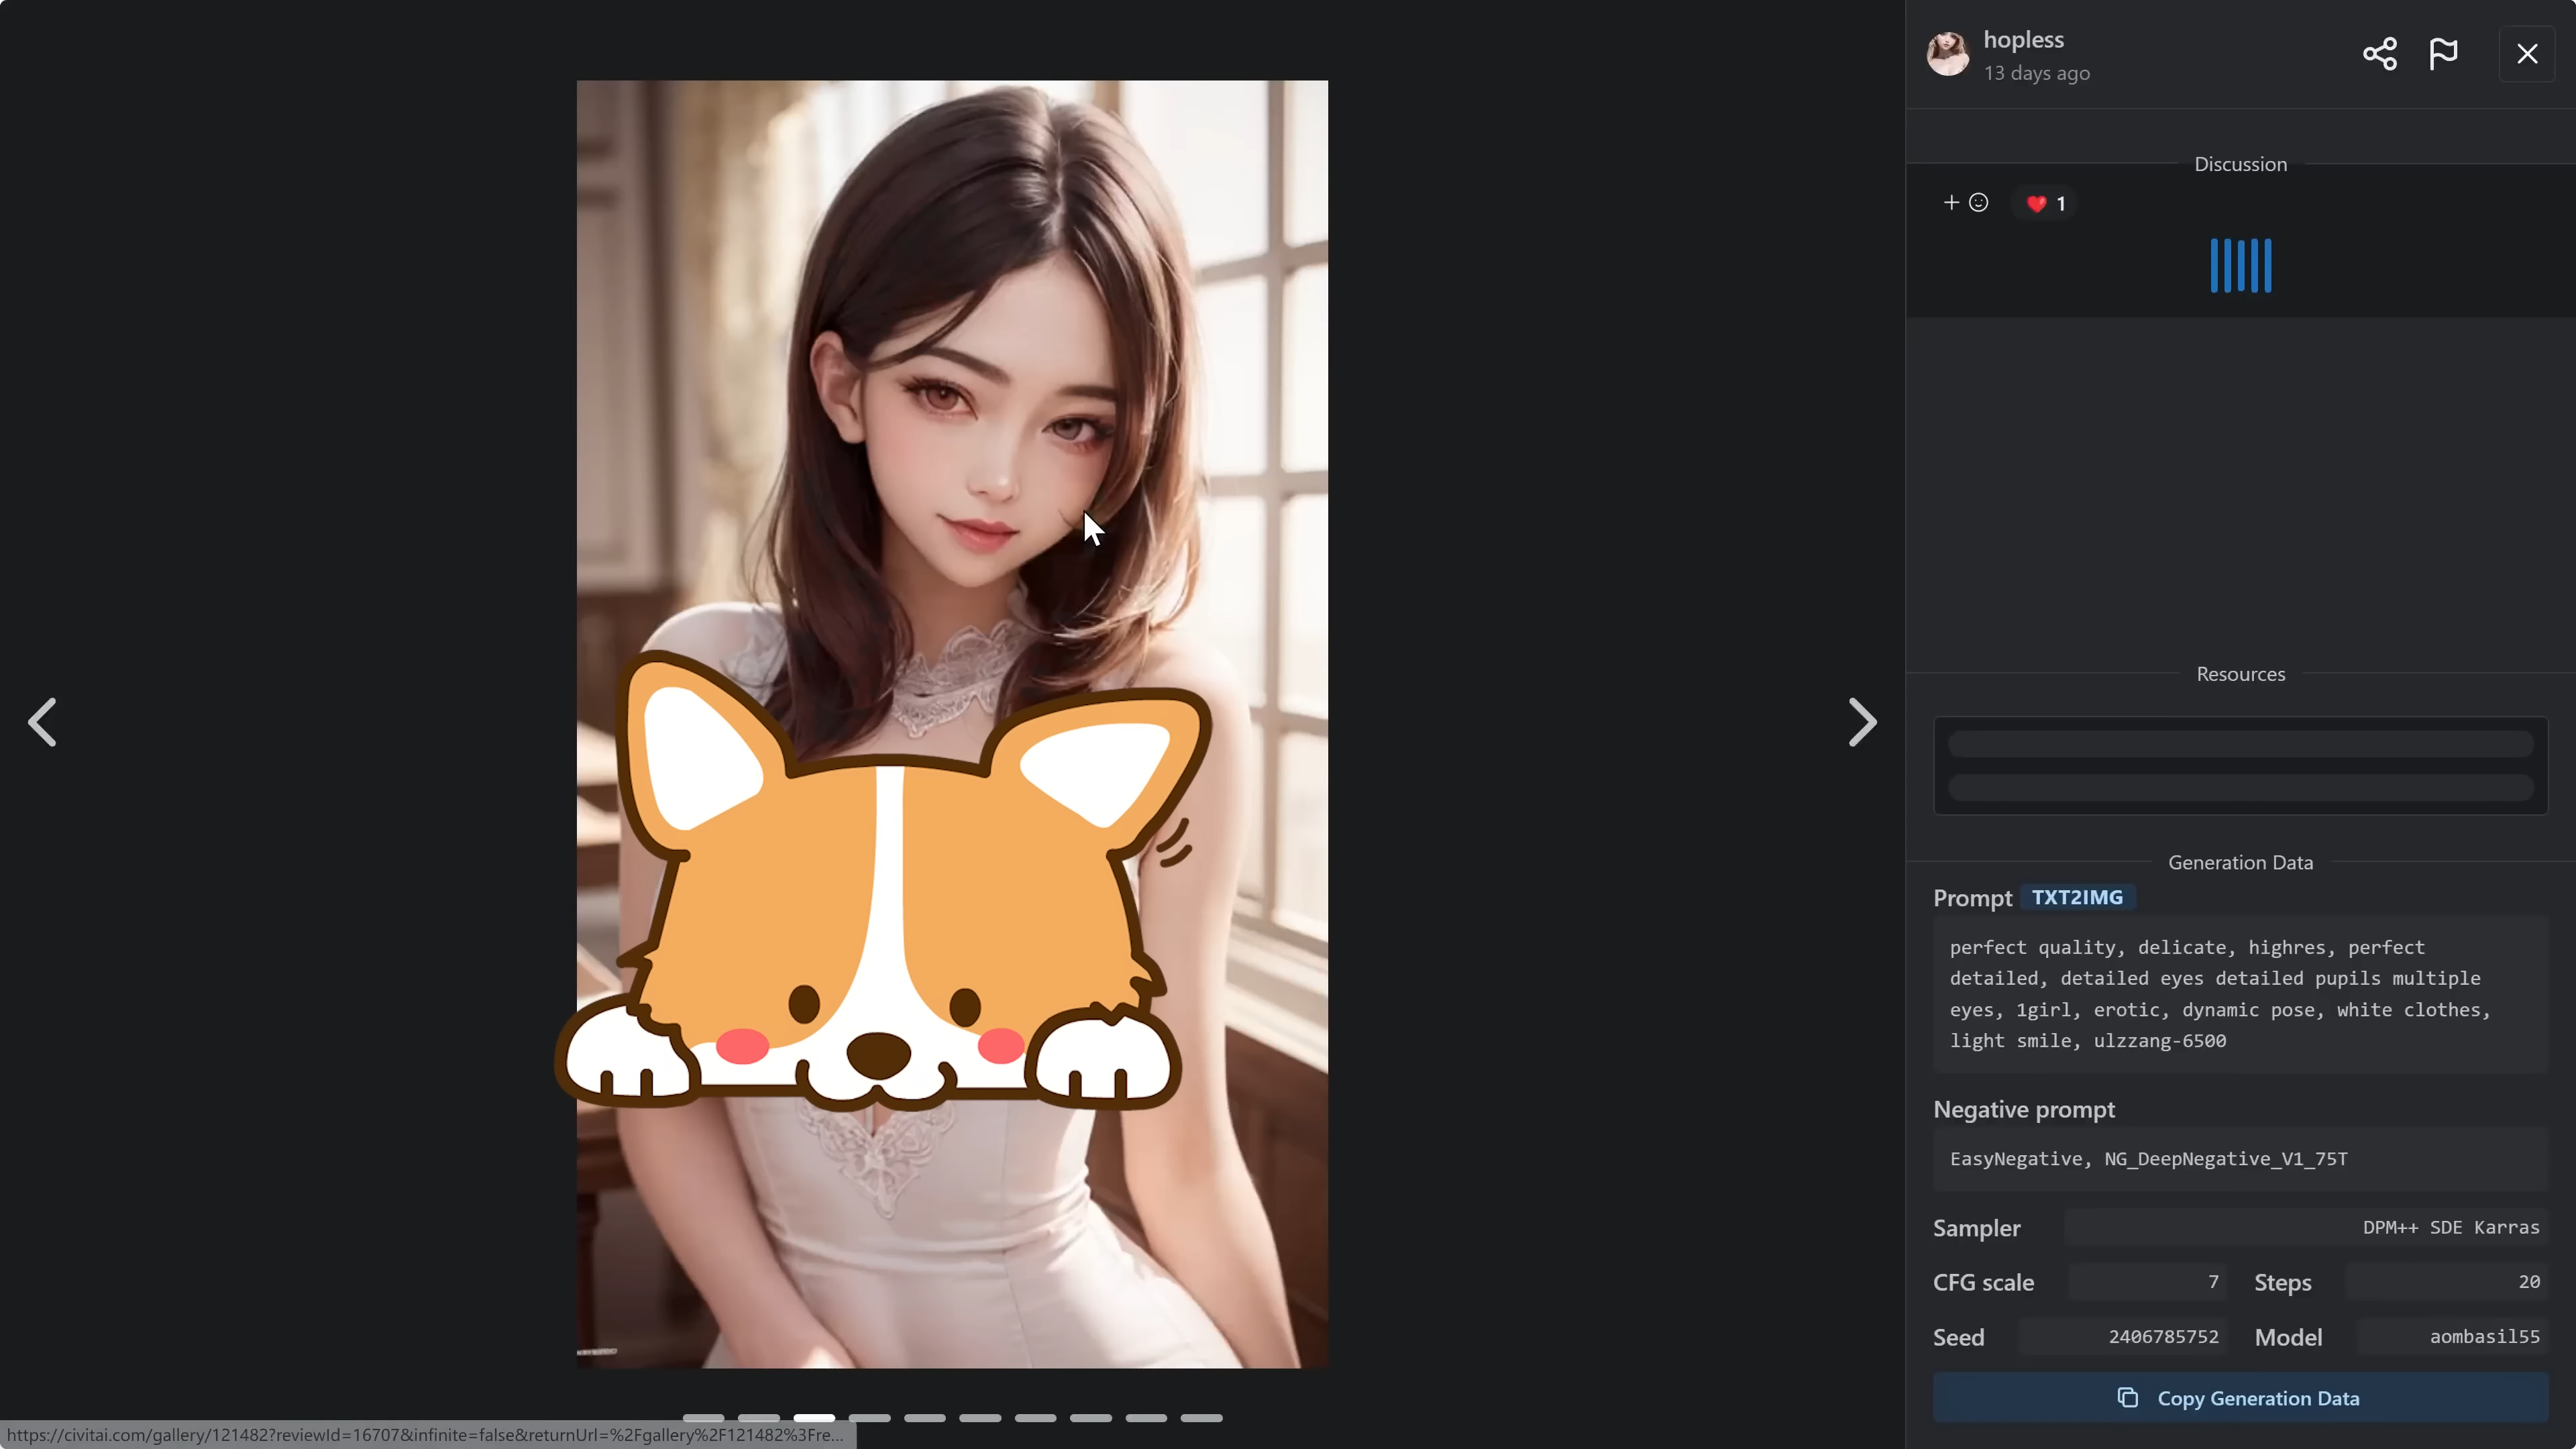 hopless
13 days ago
Discussion
1
Resources
Generation Data
Prompt TXT2IMG
perfect quality, delicate, highres, perfect
detailed, detailed eyes detailed pupils multiple
eyes, 1girl, erotic, dynamic pose, white clothes,
light smile, ulzzang-6500
Negative prompt
EasyNegative, NG_DeepNegative_V1_75T
Sampler DPM++ SDE Karras
CFG scale 7 Steps 20
Seed 2406785752 Model aombasil55
Copy Generation Data
https://civitai.com/gallery/121482?reviewId=16707&infinite=false&returnUrl=%2Fgallery%2F121482%3Fre...